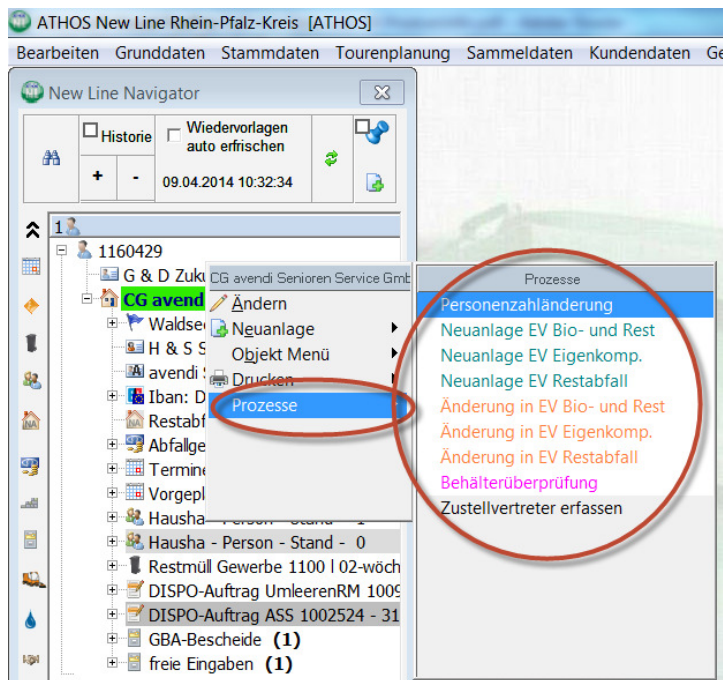 ATHOS New Line Rhein-Pfalz-Kreis [ATHOS]
Bearbeiten Grunddaten Stammdaten Tourenplanung Sammeldaten Kundendaten Ge
New Line Navigator
Historie
Wiedervorlagen
auto erfrischen
+ -
09.04.2014 10:32:34
1
1160429
G & D Zuku
CG avendi
Waldsee
H & S S
avendi S
Iban: D
Restabf
Abfallge
Termine
Vorgepl
Hausha - Person - Stand - 1
Hausha - Person - Stand - 0
Restmüll Gewerbe 1100 l 02-wöch
DISPO-Auftrag UmleerenRM 1009
DISPO-Auftrag ASS 1002524 - 31
GBA-Bescheide (1)
freie Eingaben (1)
CG avendi Senioren Service Gmb
Ändern
Neuanlage
Objekt Menü
Drucken
Prozesse
Prozesse
Personenzahländerung
Neuanlage EV Bio- und Rest
Neuanlage EV Eigenkomp.
Neuanlage EV Restabfall
Änderung in EV Bio- und Rest
Änderung in EV Eigenkomp.
Änderung in EV Restabfall
Behälterüberprüfung
Zustellvertreter erfassen